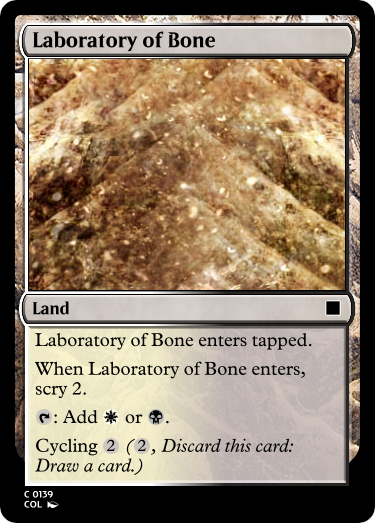 Laboratory of Bone
Land
Laboratory of Bone enters tapped.
When Laboratory of Bone enters,
scry 2.
: Add or .
Cycling 2 (2, Discard this card:
Draw a card.)
C 0139
COL